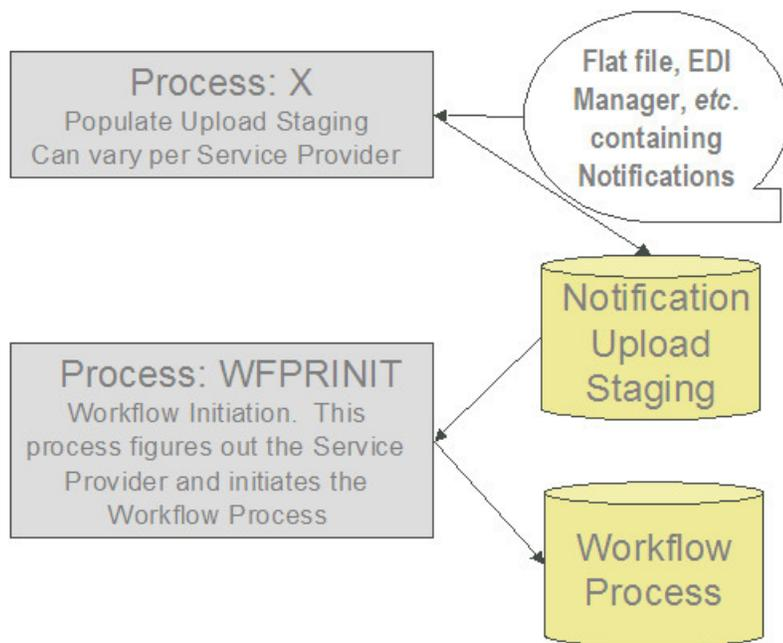 Process: X
Populate Upload Staging
Can vary per Service Provider
Flat file, EDI
Manager, etc.
containing
Notifications
Notification
Upload
Staging
Process: WFPRINIT
Workflow Initiation. This
process figures out the Service
Provider and initiates the
Workflow Process
Workflow
Process